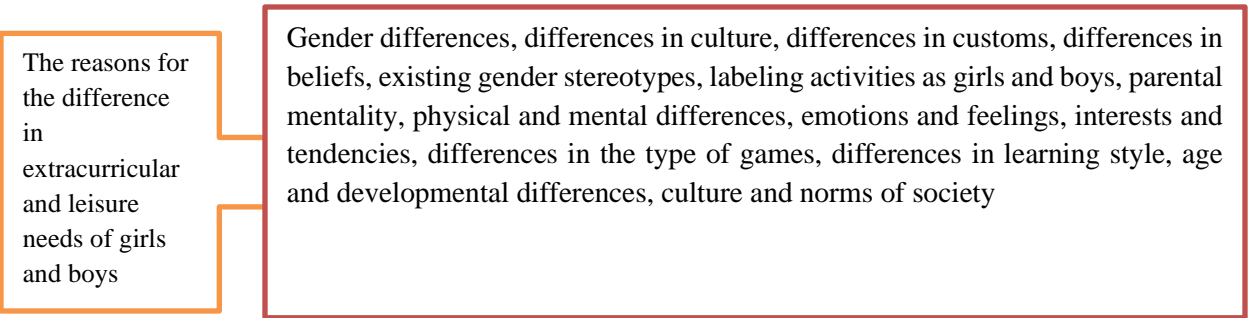 The reasons for
the difference
in
extracurricular
and leisure
needs of girls
and boys
Gender differences, differences in culture, differences in customs, differences in
beliefs, existing gender stereotypes, labeling activities as girls and boys, parental
mentality, physical and mental differences, emotions and feelings, interests and
tendencies, differences in the type of games, differences in learning style, age
and developmental differences, culture and norms of society